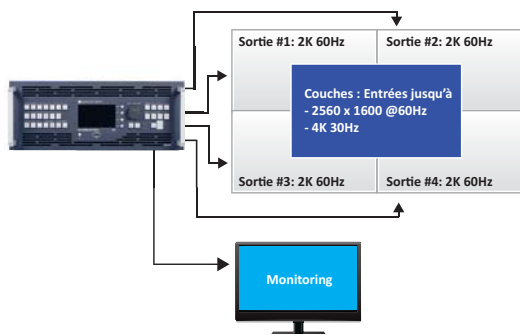 Sortie #1: 2K 60Hz
Sortie #2: 2K 60Hz
Couches : Entrées jusqu'à
- 2560 x 1600 @60Hz
- 4K 30Hz
Sortie #3: 2K 60Hz
Sortie #4: 2K 60Hz
Monitoring